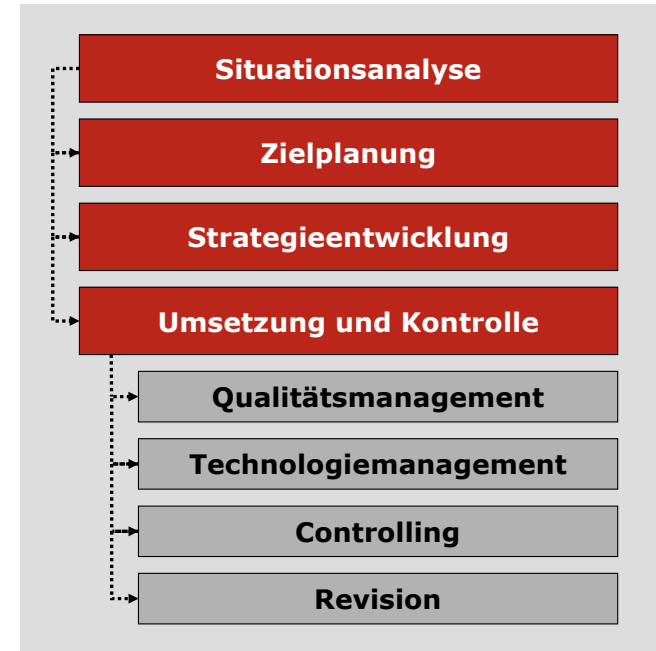 Situationsanalyse
Zielplanung
Strategieentwicklung
Umsetzung und Kontrolle
Qualitätsmanagement
Technologiemanagement
Controlling
Revision